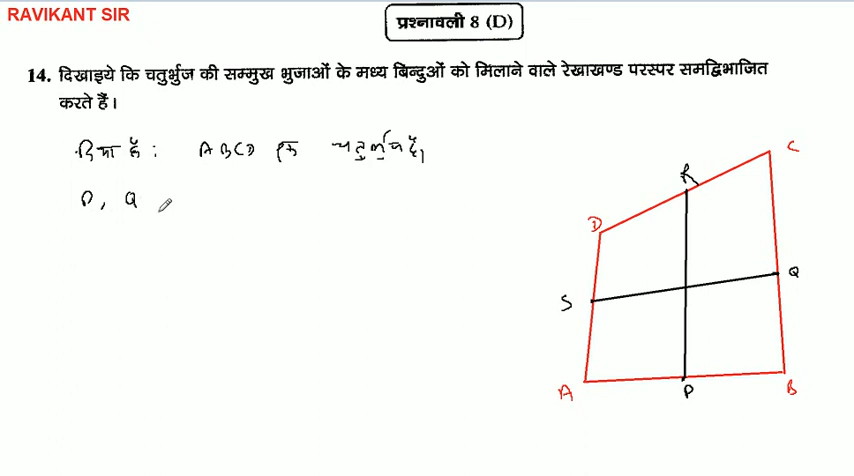 RAVIKANT SIR
प्रश्नावली 8 (D)
14. दिखाइये कि चतुर्भुज की सम्मुख भुजाओं के मध्य बिन्दुओं को मिलाने वाले रेखाखण्ड परस्पर समद्विभाजित
करते हैं।
दिया है : ABCD एक चतुर्भुज है।
P, Q
R
C
D
S
Q
A
P
B